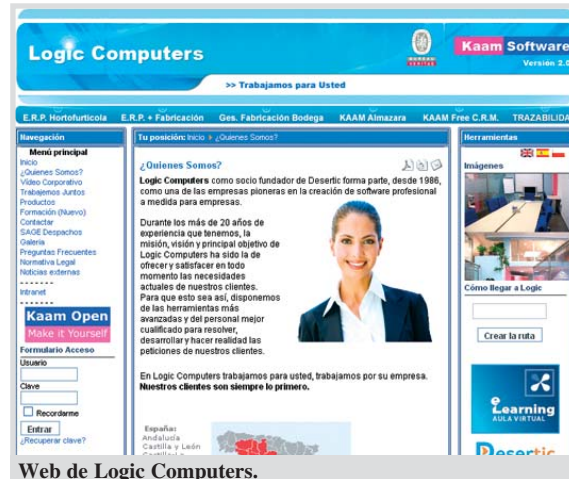 Logic Computers
BUREAU
VERITAS
Kaam Software
Versión 2.0
>> Trabajamos para Usted
E.R.P. Hortofurticola E.R.P. + Fabricación Ges. Fabricación Bodega KAAM Almazara KAAM Free C.R.M. TRAZABILIDA
Navegación
Menú principal
Inicio
¿Quienes Somos?
Vídeo Corporativo
Trabajemos Juntos
Productos
Formación (Nuevo)
Contactar
SAGE Despachos
Galeria
Preguntas Frecuentes
Normativa Legal
Noticias externas
- - - - - - -
Intranet
- - - - - - -
Kaam Open
Make it Yourself
Formulario Acceso
Usuario
Clave
Recordarme
Entrar
¿Recuperar clave?
Tu posición: Inicio ¿Quienes Somos?
¿Quienes Somos?
Logic Computers como socio fundador de Desertic forma parte, desde 1986,
como una de las empresas pioneras en la creación de software profesional
a medida para empresas.
Durante los más de 20 años de
experiencia que tenemos, la
misión, visión y principal objetivo de
Logic Computers ha sido la de
ofrecer y satisfacer en todo
momento las necesidades
actuales de nuestros clientes.
Para que esto sea así, disponemos
de las herramientas más
avanzadas y del personal mejor
cualificado para resolver,
desarrollar y hacer realidad las
peticiones de nuestros clientes.
En Logic Computers trabajamos para usted, trabajamos por su empresa.
Nuestros clientes son siempre lo primero.
España:
Andalucía
Castilla y León
Herramientas
Imágenes
Cómo llegar a Logic
Crear la ruta
eLearning
AULA VIRTUAL
Desertic
Web de Logic Computers.